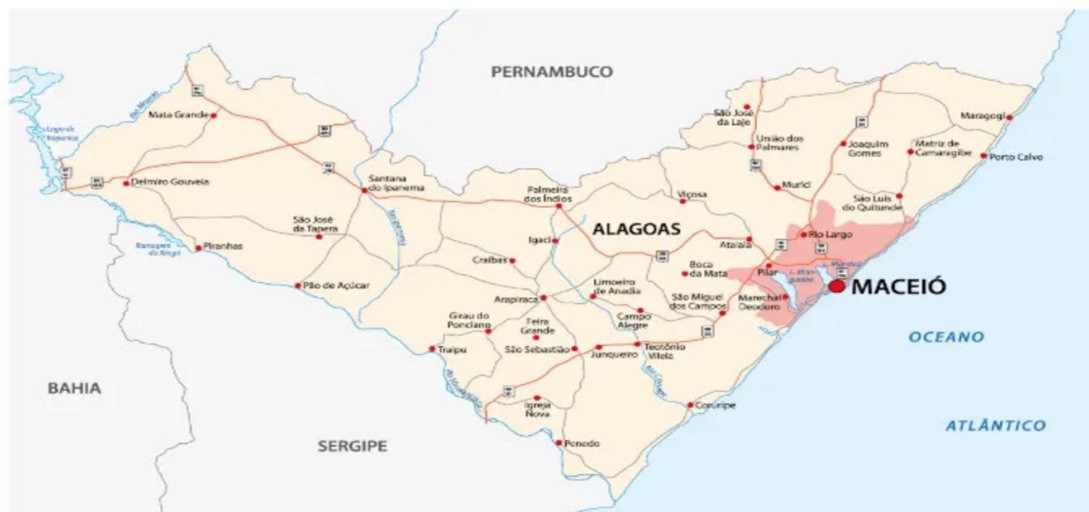 PERNAMBUCO
Mata Grande
São José
da Laje
Maragogi
União dos
Palmares
Joaquim
Gomes
Matriz de
Camaragibe
Porto Calvo
Delmiro Gouveia
Santana
do Ipanema
Palmeira
dos Índios
Viçosa
Murici
São Luís
do Quitunde
São José
da Tapera
ALAGOAS
Igaci
Atalaia
Rio Largo
Piranhas
Craíbas
Boca
da Mata
Pilar
Pão de Açúcar
Limoeiro
de Anadia
MACEIÓ
Arapiraca
São Miguel
dos Campos
Marechal
Deodoro
Girau do
Ponciano
Feira
Grande
Campo
Alegre
OCEANO
Traipu
São Sebastião
Junqueiro
Teotônio
Vilela
BAHIA
Igreja
Nova
Coruripe
ATLÂNTICO
SERGIPE
Penedo